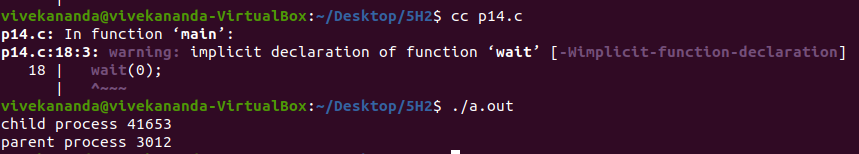 vivekananda@vivekananda-VirtualBox:~/Desktop/5H2$ cc p14.c
p14.c: In function ‘main’:
p14.c:18:3: warning: implicit declaration of function ‘wait’ [-Wimplicit-function-declaration]
   18 |   wait(0);
      |   ^~~~
vivekananda@vivekananda-VirtualBox:~/Desktop/5H2$ ./a.out
child process 41653
parent process 3012